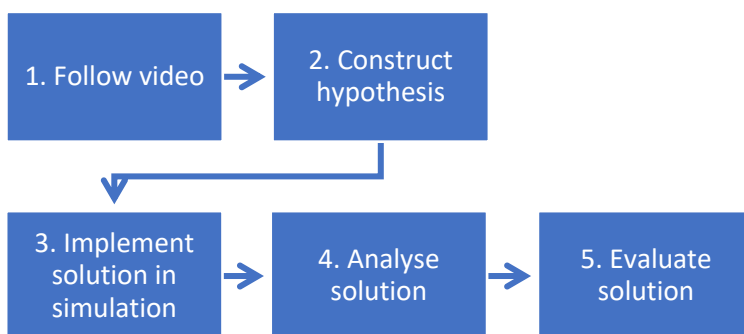 1. Follow video
2. Construct
hypothesis
3. Implement
solution in
simulation
4. Analyse
solution
5. Evaluate
solution